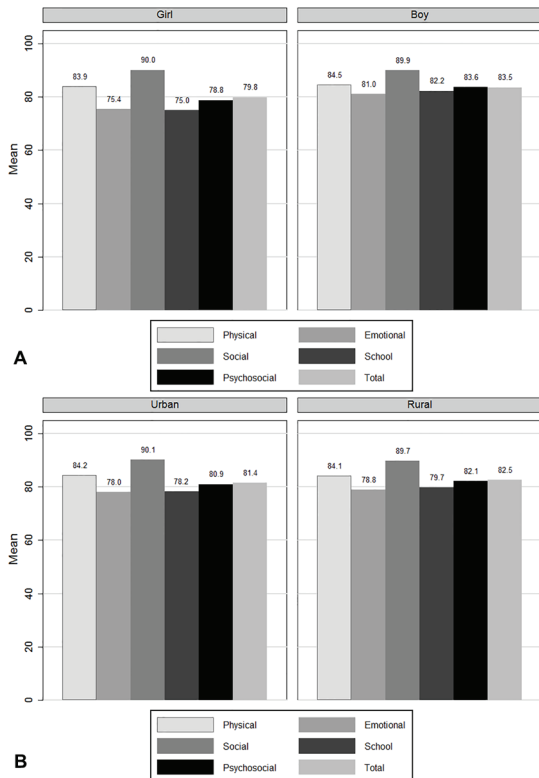 Girl
Boy
Mean
100
80
60
40
20
0
83.9
75.4
90.0
75.0
78.8
79.8
84.5
81.0
89.9
82.2
83.6
83.5
Physical
Emotional
Social
School
Psychosocial
Total
A
Urban
Rural
Mean
100
80
60
40
20
0
84.2
78.0
90.1
78.2
80.9
81.4
84.1
78.8
89.7
79.7
82.1
82.5
Physical
Emotional
Social
School
Psychosocial
Total
B